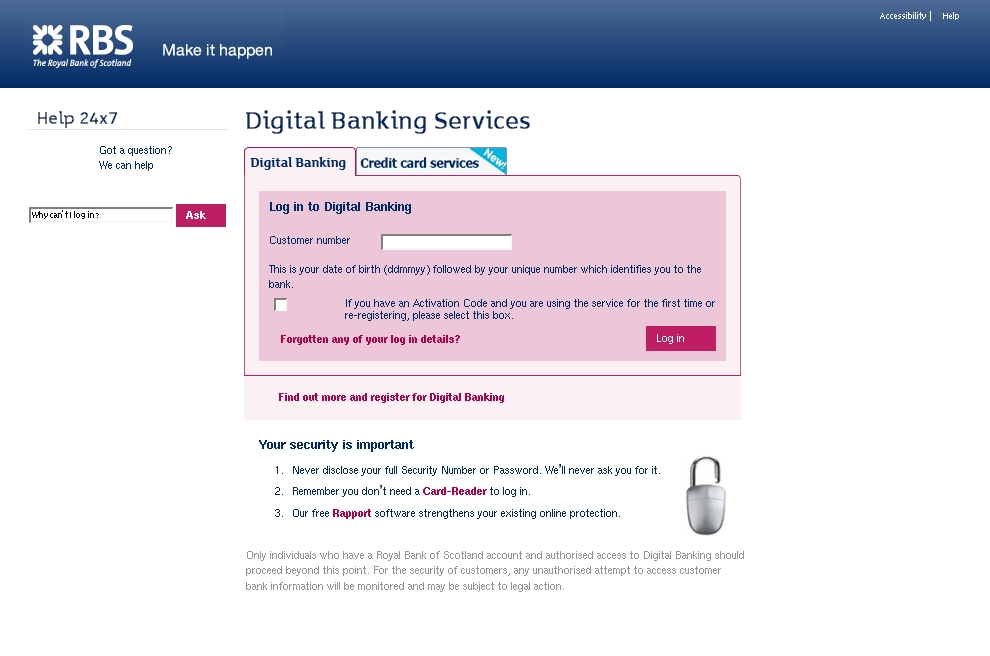 Accessibility | Help
RBS
The Royal Bank of Scotland
Make it happen
Help 24x7
Got a question?
We can help
Why can't I log in?
Ask
Digital Banking Services
Digital Banking
Credit card services
New!
Log in to Digital Banking
Customer number
This is your date of birth (ddmmyy) followed by your unique number which identifies you to the
bank.
If you have an Activation Code and you are using the service for the first time or
re-registering, please select this box.
Forgotten any of your log in details?
Log in
Find out more and register for Digital Banking
Your security is important
1. Never disclose your full Security Number or Password. We'll never ask you for it.
2. Remember you don't need a Card-Reader to log in.
3. Our free Rapport software strengthens your existing online protection.
Only individuals who have a Royal Bank of Scotland account and authorised access to Digital Banking should
proceed beyond this point. For the security of customers, any unauthorised attempt to access customer
bank information will be monitored and may be subject to legal action.